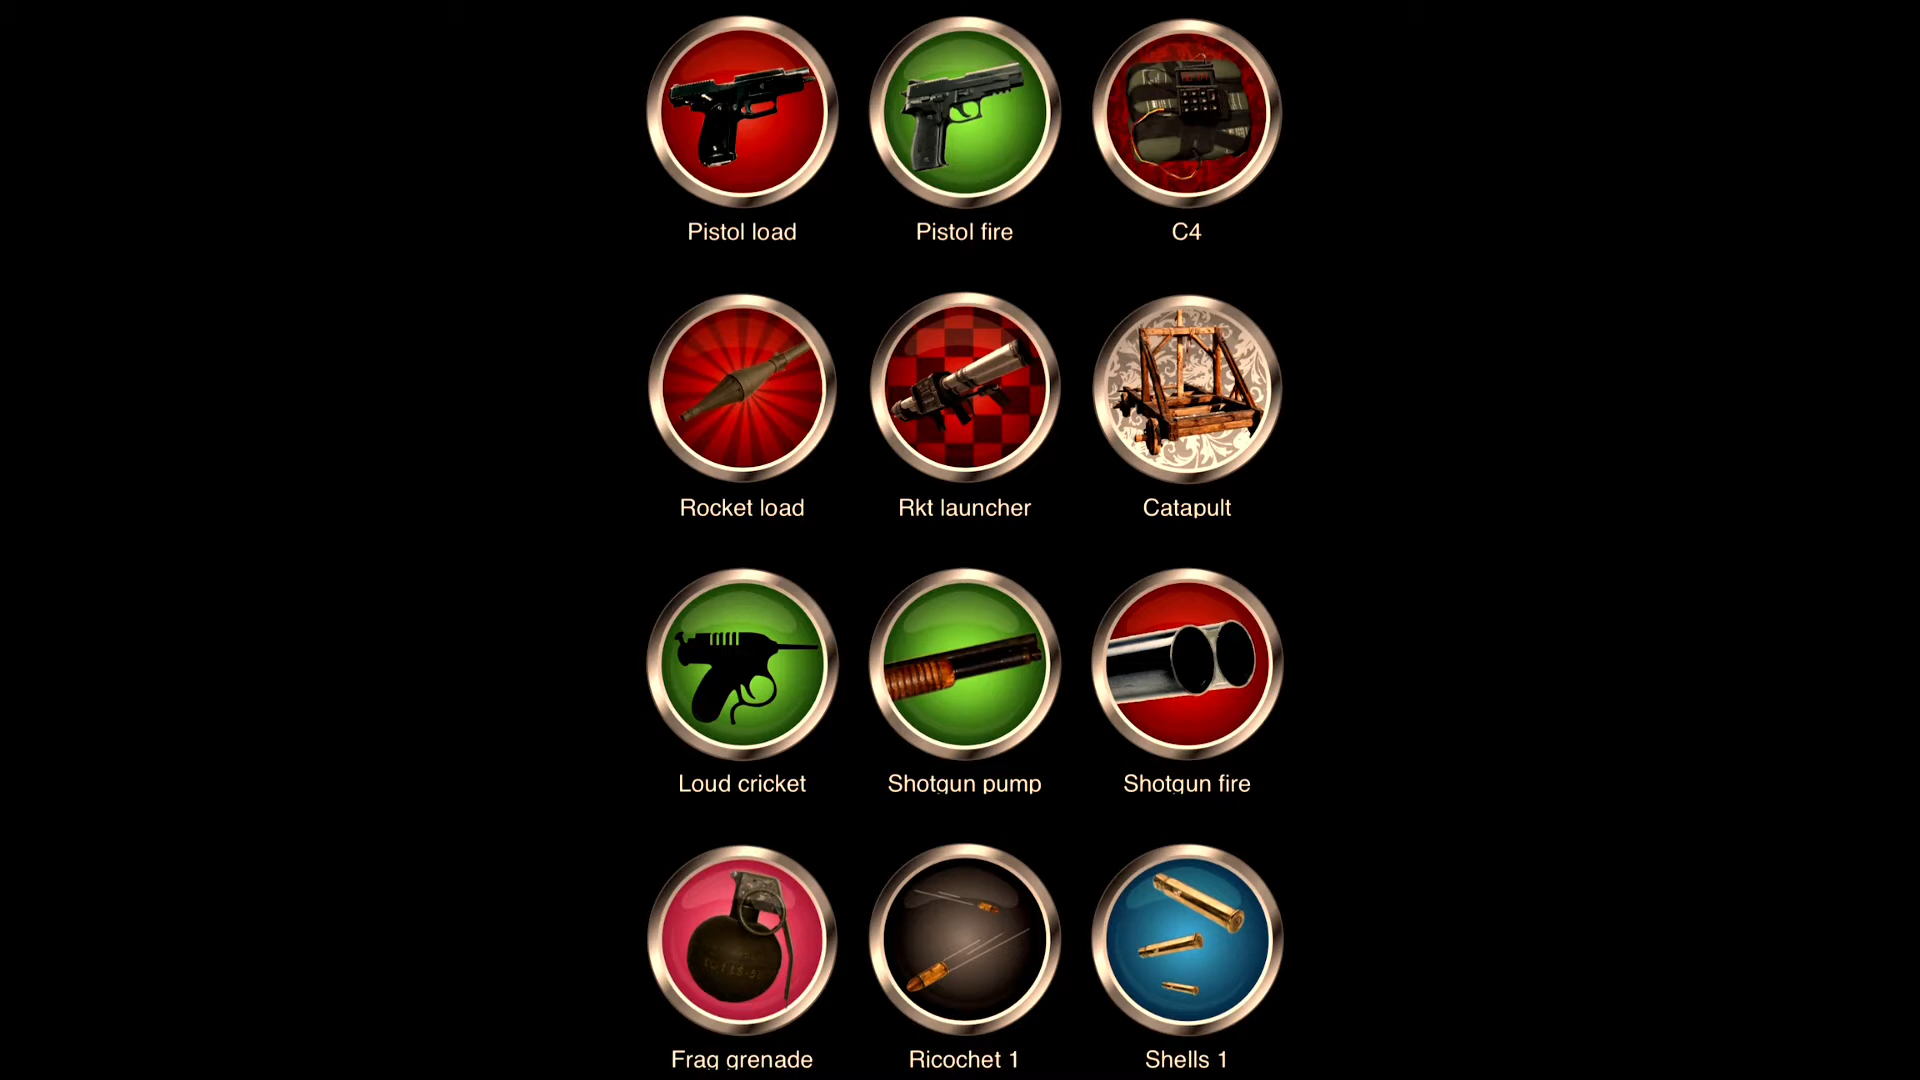 Pistol load
Pistol fire
C4
Rocket load
Rkt launcher
Catapult
Loud cricket
Shotgun pump
Shotgun fire
Frag grenade
Ricochet 1
Shells 1